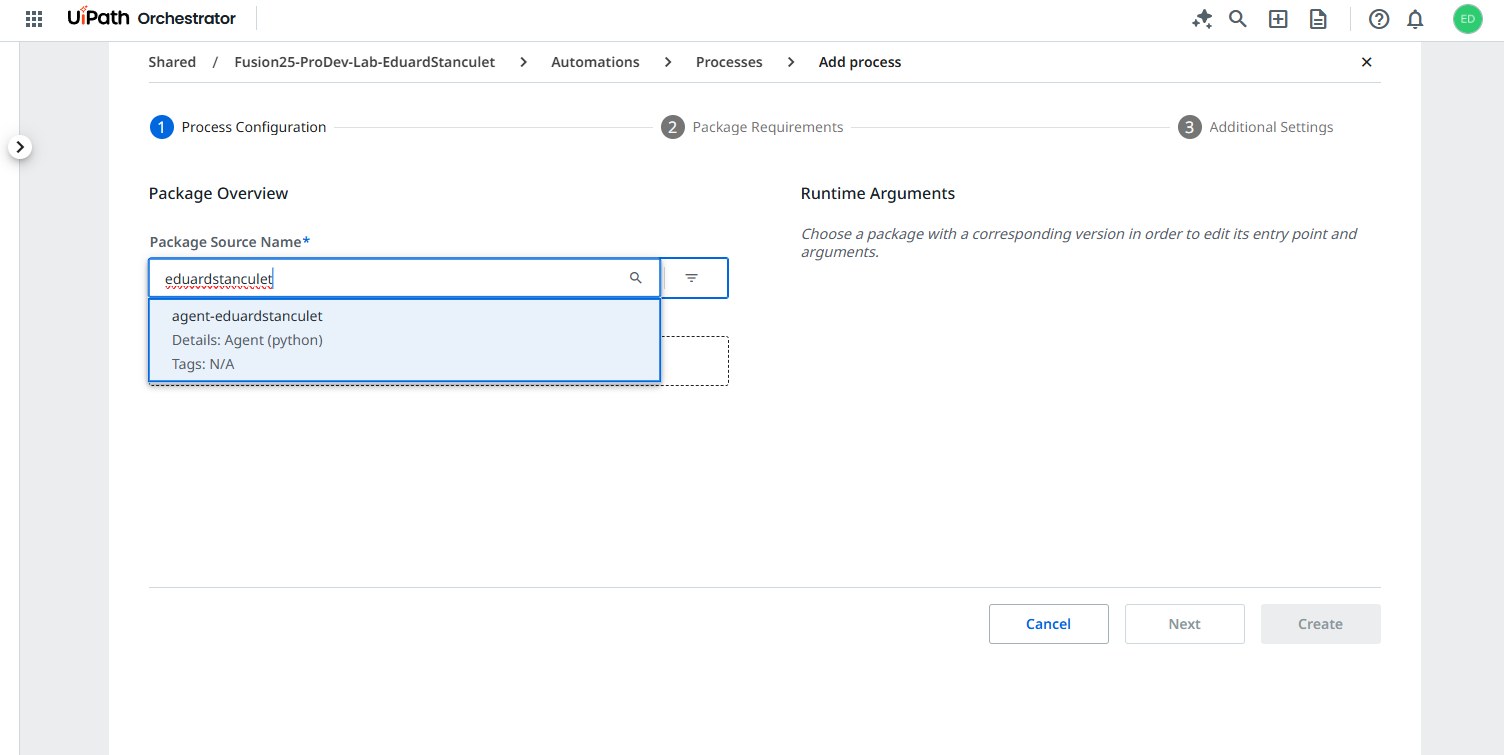 UiPath Orchestrator
ED
Shared / Fusion25-ProDev-Lab-EduardStanculet > Automations > Processes > Add process
1 Process Configuration
2 Package Requirements
3 Additional Settings
Package Overview
Runtime Arguments
Package Source Name*
Choose a package with a corresponding version in order to edit its entry point and
arguments.
eduardstanculet
agent-eduardstanculet
Details: Agent (python)
Tags: N/A
Cancel
Next
Create